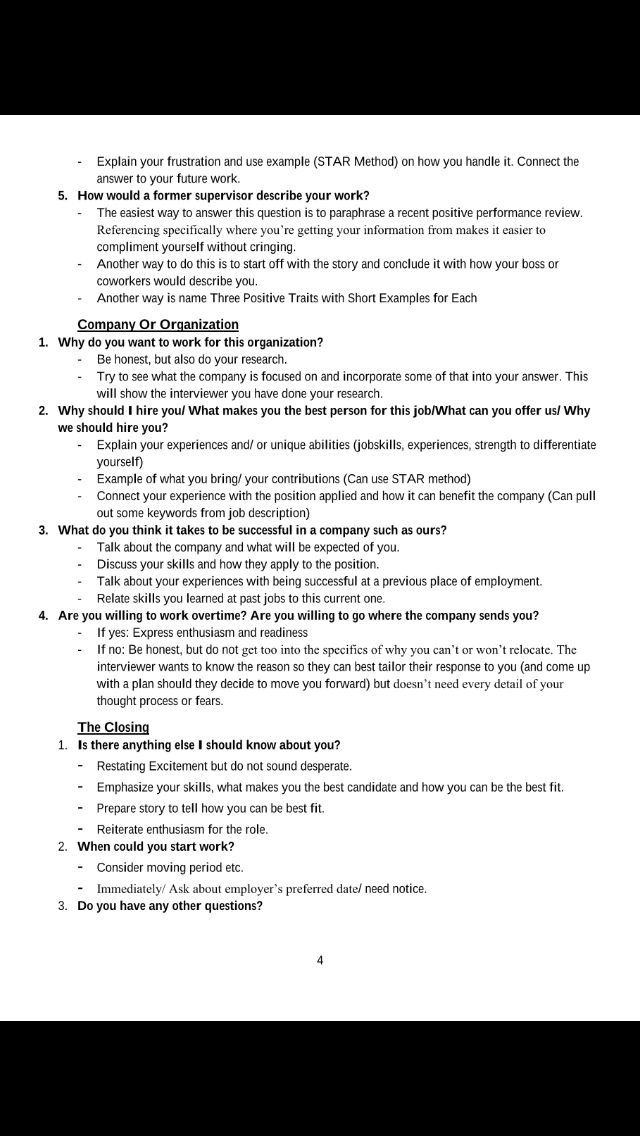 - Explain your frustration and use example (STAR Method) on how you handle it. Connect the
answer to your future work.
5. How would a former supervisor describe your work?
- The easiest way to answer this question is to paraphrase a recent positive performance review.
Referencing specifically where you’re getting your information from makes it easier to
compliment yourself without cringing.
- Another way to do this is to start off with the story and conclude it with how your boss or
coworkers would describe you.
- Another way is name Three Positive Traits with Short Examples for Each
Company Or Organization
1. Why do you want to work for this organization?
- Be honest, but also do your research.
- Try to see what the company is focused on and incorporate some of that into your answer. This
will show the interviewer you have done your research.
2. Why should I hire you/ What makes you the best person for this job/What can you offer us/ Why
we should hire you?
- Explain your experiences and/ or unique abilities (jobskills, experiences, strength to differentiate
yourself)
- Example of what you bring/ your contributions (Can use STAR method)
- Connect your experience with the position applied and how it can benefit the company (Can pull
out some keywords from job description)
3. What do you think it takes to be successful in a company such as ours?
- Talk about the company and what will be expected of you.
- Discuss your skills and how they apply to the position.
- Talk about your experiences with being successful at a previous place of employment.
- Relate skills you learned at past jobs to this current one.
4. Are you willing to work overtime? Are you willing to go where the company sends you?
- If yes: Express enthusiasm and readiness
- If no: Be honest, but do not get too into the specifics of why you can’t or won’t relocate. The
interviewer wants to know the reason so they can best tailor their response to you (and come up
with a plan should they decide to move you forward) but doesn’t need every detail of your
thought process or fears.
The Closing
1. Is there anything else I should know about you?
- Restating Excitement but do not sound desperate.
- Emphasize your skills, what makes you the best candidate and how you can be the best fit.
- Prepare story to tell how you can be best fit.
- Reiterate enthusiasm for the role.
2. When could you start work?
- Consider moving period etc.
- Immediately/ Ask about employer’s preferred date/ need notice.
3. Do you have any other questions?
4